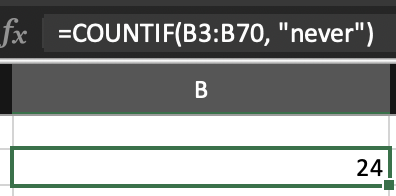 fx =COUNTIF(B3:B70, "never")
B
24